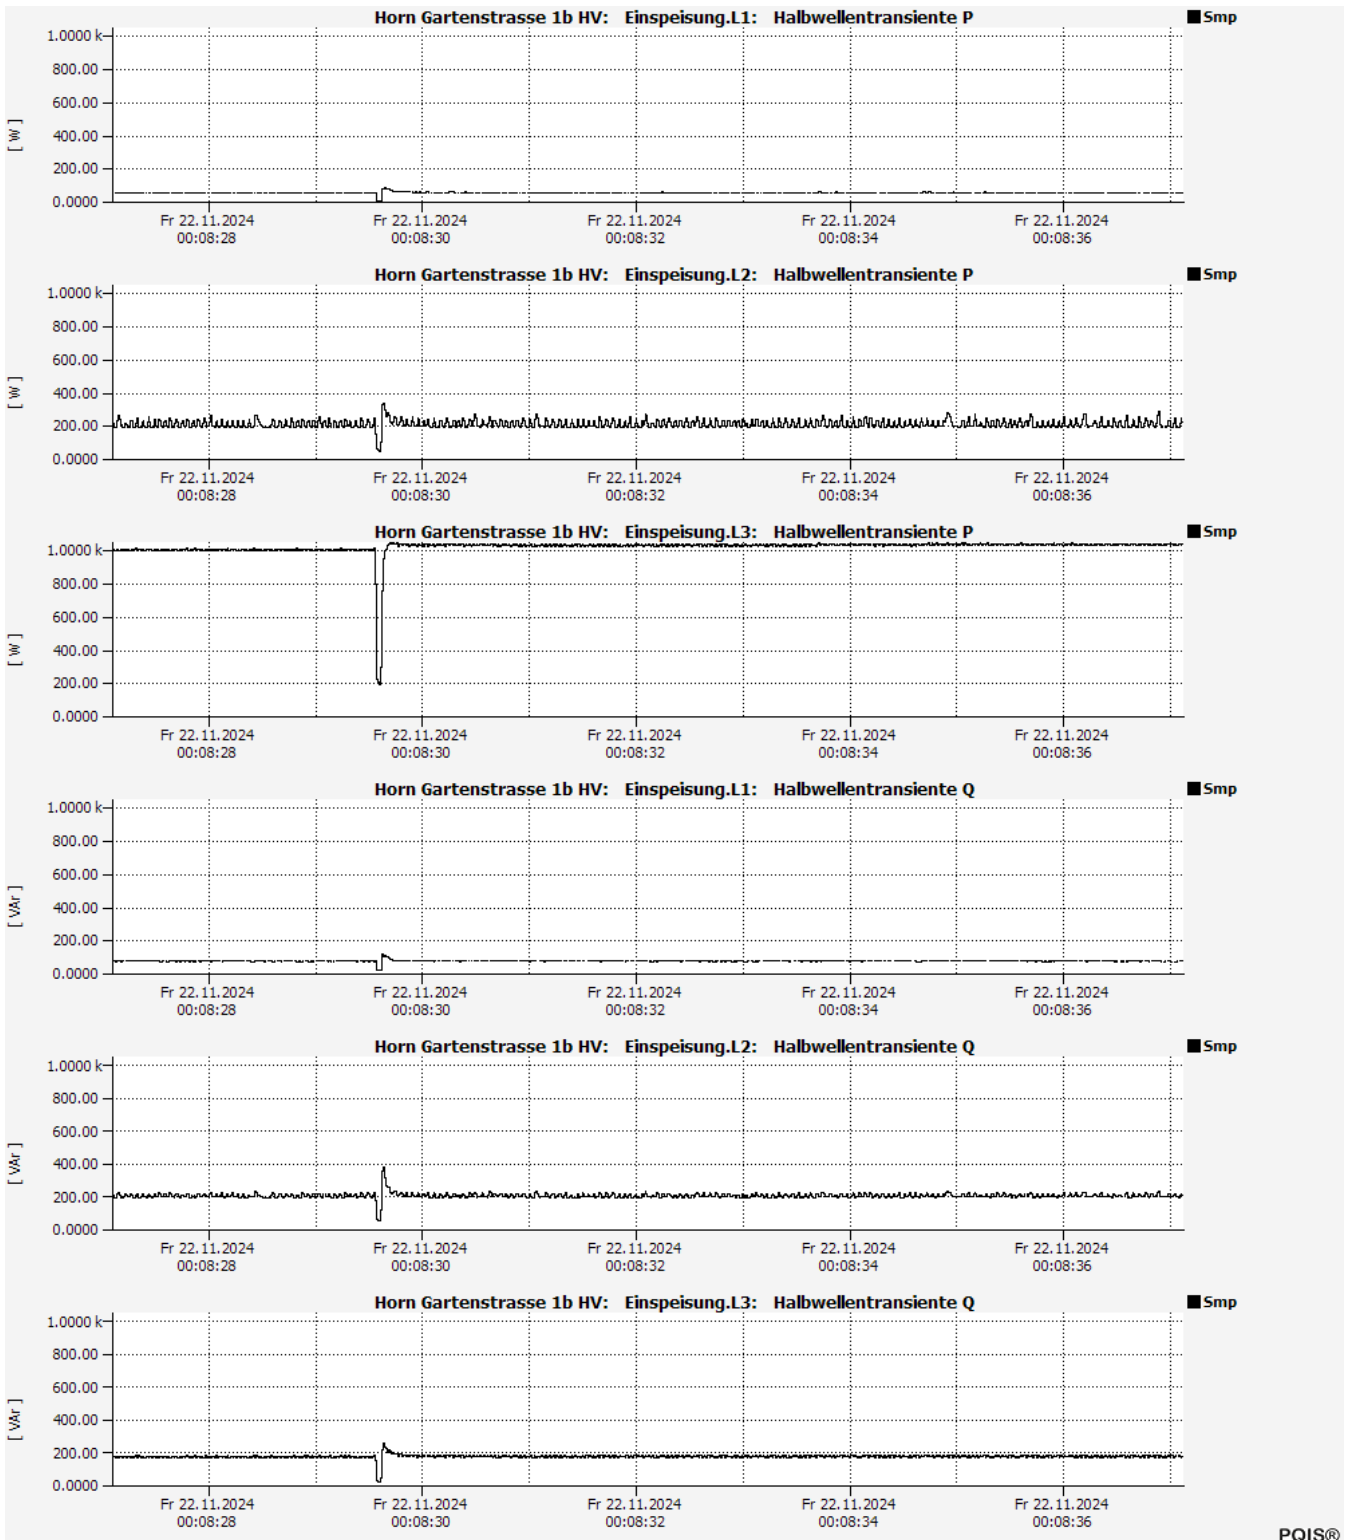 Horn Gartenstrasse 1b HV: Einspeisung.L1: Halbwellentransiente P
Smp
1.0000 k
800.00
600.00
400.00
200.00
0.0000
[ W ]
Fr 22.11.2024 Fr 22.11.2024 Fr 22.11.2024 Fr 22.11.2024 Fr 22.11.2024
00:08:28 00:08:30 00:08:32 00:08:34 00:08:36
Horn Gartenstrasse 1b HV: Einspeisung.L2: Halbwellentransiente P
Smp
1.0000 k
800.00
600.00
400.00
200.00
0.0000
[ W ]
Fr 22.11.2024 Fr 22.11.2024 Fr 22.11.2024 Fr 22.11.2024 Fr 22.11.2024
00:08:28 00:08:30 00:08:32 00:08:34 00:08:36
Horn Gartenstrasse 1b HV: Einspeisung.L3: Halbwellentransiente P
Smp
1.0000 k
800.00
600.00
400.00
200.00
0.0000
[ W ]
Fr 22.11.2024 Fr 22.11.2024 Fr 22.11.2024 Fr 22.11.2024 Fr 22.11.2024
00:08:28 00:08:30 00:08:32 00:08:34 00:08:36
Horn Gartenstrasse 1b HV: Einspeisung.L1: Halbwellentransiente Q
Smp
1.0000 k
800.00
600.00
400.00
200.00
0.0000
[ VAr ]
Fr 22.11.2024 Fr 22.11.2024 Fr 22.11.2024 Fr 22.11.2024 Fr 22.11.2024
00:08:28 00:08:30 00:08:32 00:08:34 00:08:36
Horn Gartenstrasse 1b HV: Einspeisung.L2: Halbwellentransiente Q
Smp
1.0000 k
800.00
600.00
400.00
200.00
0.0000
[ VAr ]
Fr 22.11.2024 Fr 22.11.2024 Fr 22.11.2024 Fr 22.11.2024 Fr 22.11.2024
00:08:28 00:08:30 00:08:32 00:08:34 00:08:36
Horn Gartenstrasse 1b HV: Einspeisung.L3: Halbwellentransiente Q
Smp
1.0000 k
800.00
600.00
400.00
200.00
0.0000
[ VAr ]
Fr 22.11.2024 Fr 22.11.2024 Fr 22.11.2024 Fr 22.11.2024 Fr 22.11.2024
00:08:28 00:08:30 00:08:32 00:08:34 00:08:36
PQIS®